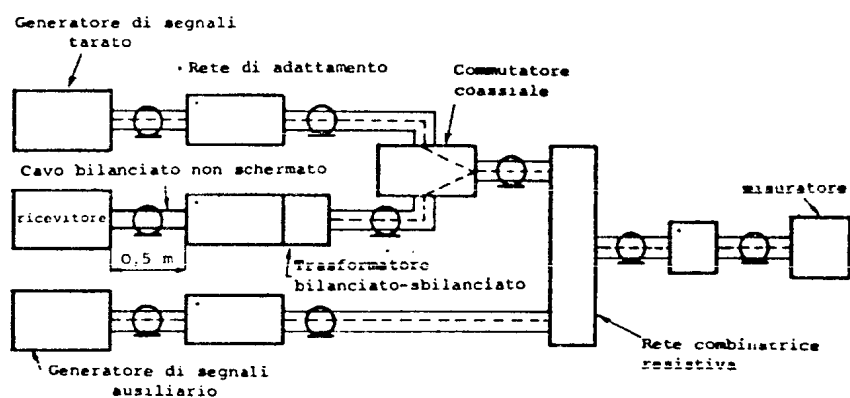 Generatore di segnali
tarato
Rete di adattamento
Commutatore
coassiale
Cavo bilanciato non schermato
misuratore
ricevitore
0,5 m
Trasformatore
bilanciato-sbilanciato
Rete combinatrice
resistiva
Generatore di segnali
ausiliario